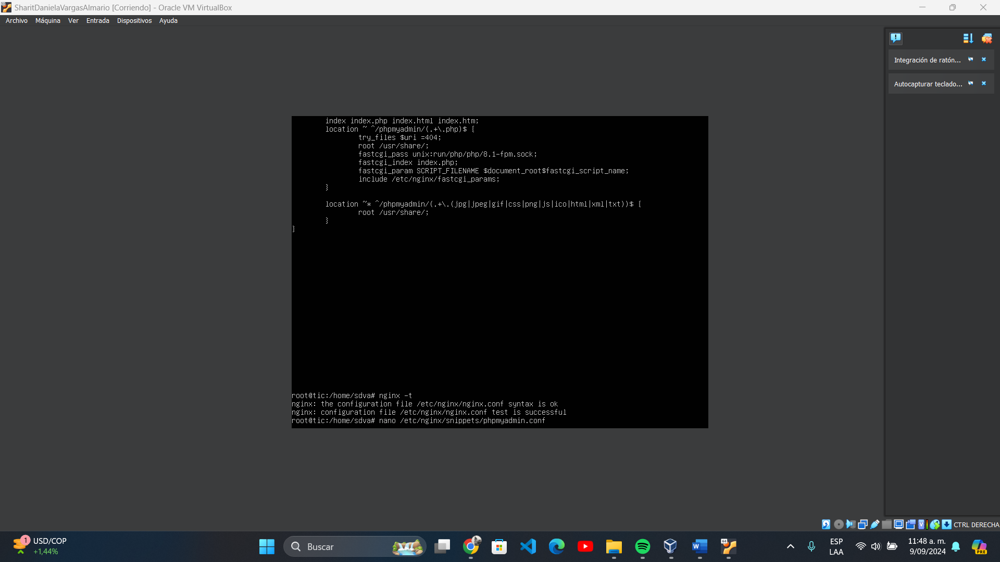 SharitDanielaVargasAlmario [Corriendo] - Oracle VM VirtualBox
Archivo Máquina Ver Entrada Dispositivos Ayuda
Integración de ratón...
Autocapturar teclado...
index index.php index.html index.htm;
location ~ ^/phpmyadmin/(.+\.php)$ {
try_files $uri =404;
root /usr/share/;
fastcgi_pass unix:run/php/php/8.1-fpm.sock;
fastcgi_index index.php;
fastcgi_param SCRIPT_FILENAME $document_root$fastcgi_script_name;
include /etc/nginx/fastcgi_params;
}
location ~* ^/phpmyadmin/(.+\.(jpg|jpeg|gif|css|png|js|ico|html|xml|txt))$ {
root /usr/share/;
}
}
root@tic:/home/sdva# nginx -t
nginx: the configuration file /etc/nginx/nginx.conf syntax is ok
nginx: configuration file /etc/nginx/nginx.conf test is successful
root@tic:/home/sdva# nano /etc/nginx/snippets/phpmyadmin.conf
CTRL DERECHA
1 USD/COP
+1,44%
Buscar
ESP
LAA
11:48 a. m.
9/09/2024
PRE